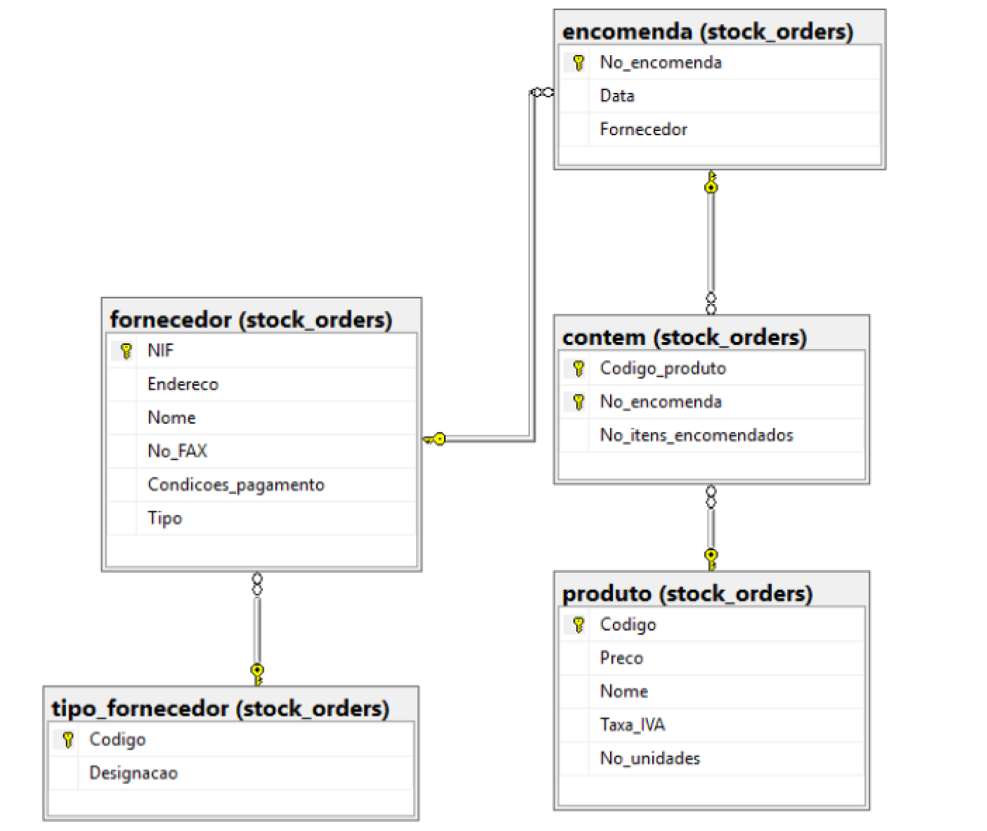 encomenda (stock_orders)
No_encomenda
Data
Fornecedor
fornecedor (stock_orders)
NIF
Endereco
Nome
No_FAX
Condicoes_pagamento
Tipo
contem (stock_orders)
Codigo_produto
No_encomenda
No_itens_encomendados
produto (stock_orders)
Codigo
Preco
Nome
Taxa_IVA
No_unidades
tipo_fornecedor (stock_orders)
Codigo
Designacao